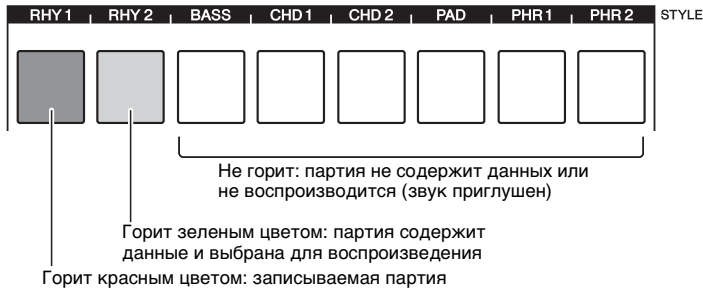 RHY 1 RHY 2 BASS CHD 1 CHD 2 PAD PHR 1 PHR 2 STYLE
Не горит: партия не содержит данных или
не воспроизводится (звук приглушен)
Горит зеленым цветом: партия содержит
данные и выбрана для воспроизведения
Горит красным цветом: записываемая партия